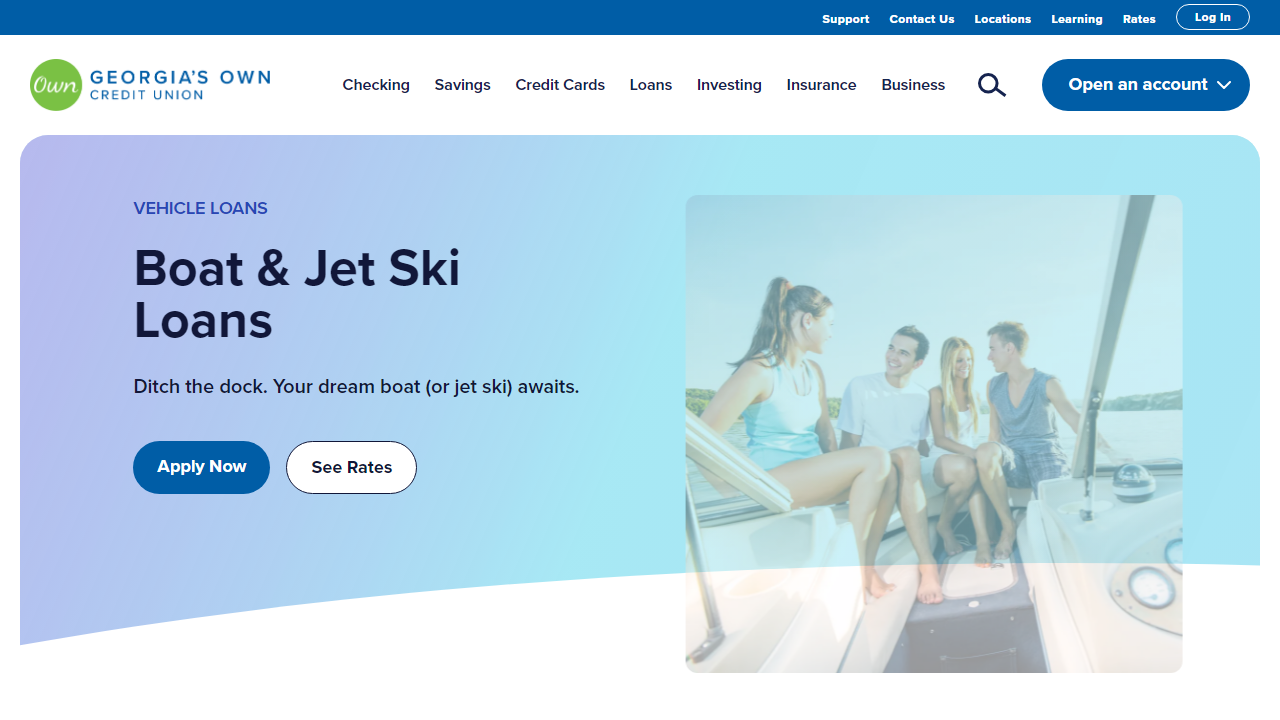 Support Contact Us Locations Learning Rates Log In
Own GEORGIA'S OWN
CREDIT UNION
Checking Savings Credit Cards Loans Investing Insurance Business Open an account
VEHICLE LOANS
Boat & Jet Ski
Loans
Ditch the dock. Your dream boat (or jet ski) awaits.
Apply Now See Rates